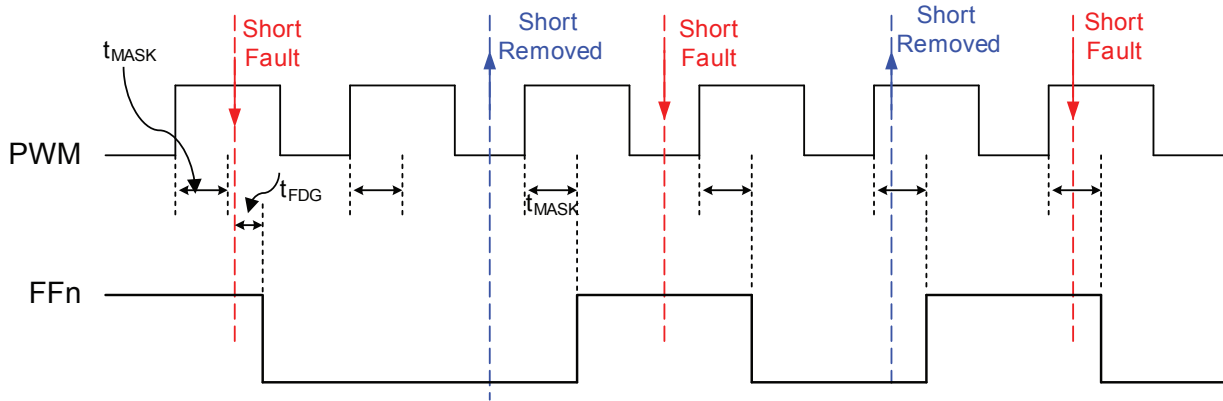 Short
Fault
Short
Removed
Short
Fault
Short
Removed
Short
Fault
tMASK
PWM
tFDG
tMASK
FFn